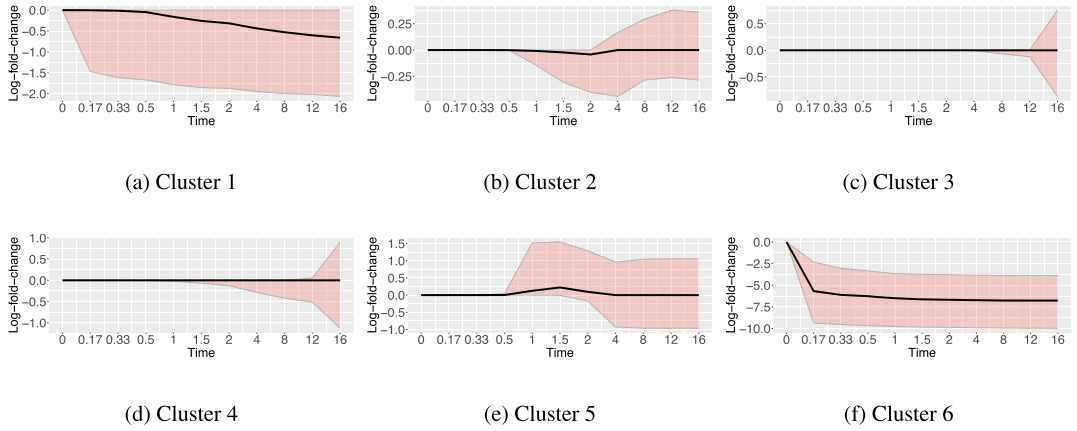 Log-fold-change
0.0
-0.5
-1.0
-1.5
-2.0
0 0.17 0.33 0.5 1 1.5 2 4 8 12 16
Time
(a) Cluster 1
Log-fold-change
0.25
0.00
-0.25
0 0.17 0.33 0.5 1 1.5 2 4 8 12 16
Time
(b) Cluster 2
Log-fold-change
0.5
0.0
-0.5
0 0.17 0.33 0.5 1 1.5 2 4 8 12 16
Time
(c) Cluster 3
Log-fold-change
1.0
0.5
0.0
-0.5
-1.0
0 0.17 0.33 0.5 1 1.5 2 4 8 12 16
Time
(d) Cluster 4
Log-fold-change
1.5
1.0
0.5
0.0
-0.5
-1.0
0 0.17 0.33 0.5 1 1.5 2 4 8 12 16
Time
(e) Cluster 5
Log-fold-change
0.0
-2.5
-5.0
-7.5
-10.0
0 0.17 0.33 0.5 1 1.5 2 4 8 12 16
Time
(f) Cluster 6